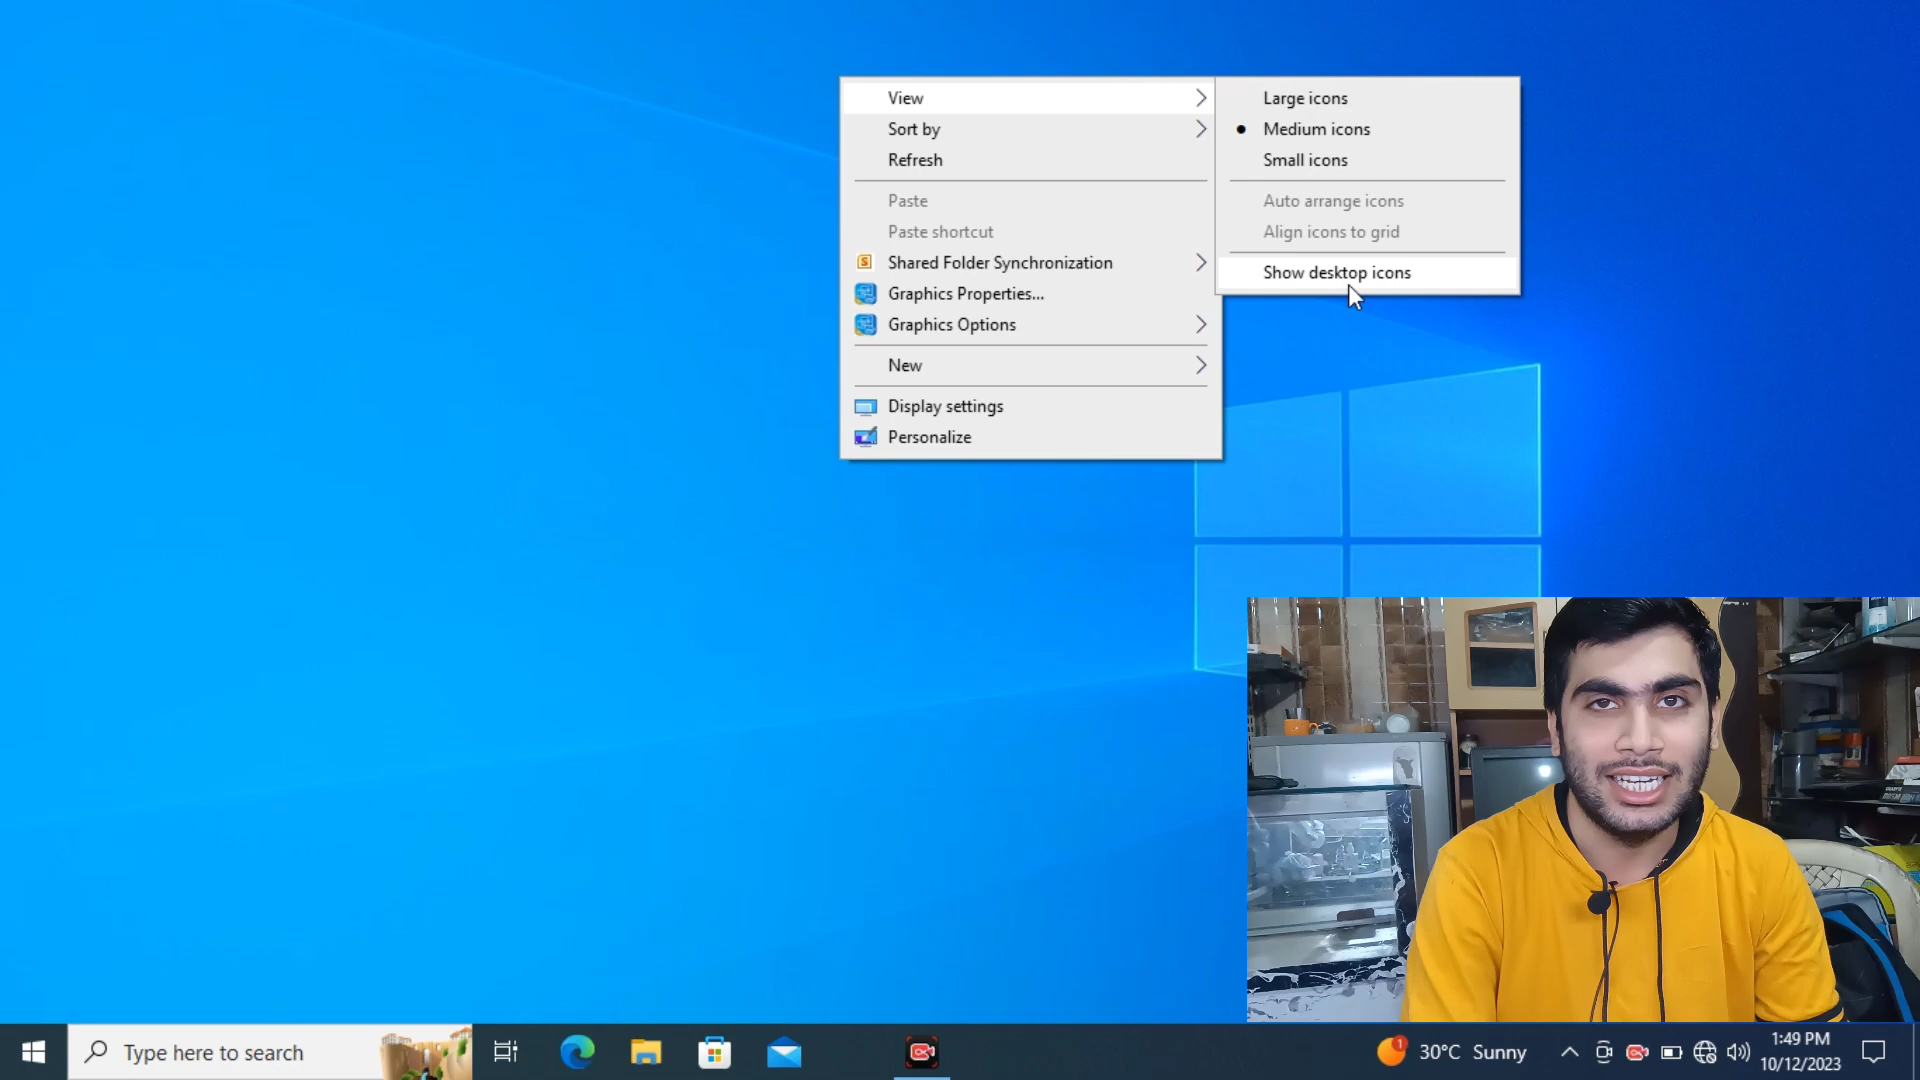 View
Sort by
Refresh
Paste
Paste shortcut
Shared Folder Synchronization
Graphics Properties...
Graphics Options
New
Display settings
Personalize
Large icons
Medium icons
Small icons
Auto arrange icons
Align icons to grid
Show desktop icons
Type here to search
1
30°C Sunny
1:49 PM
10/12/2023